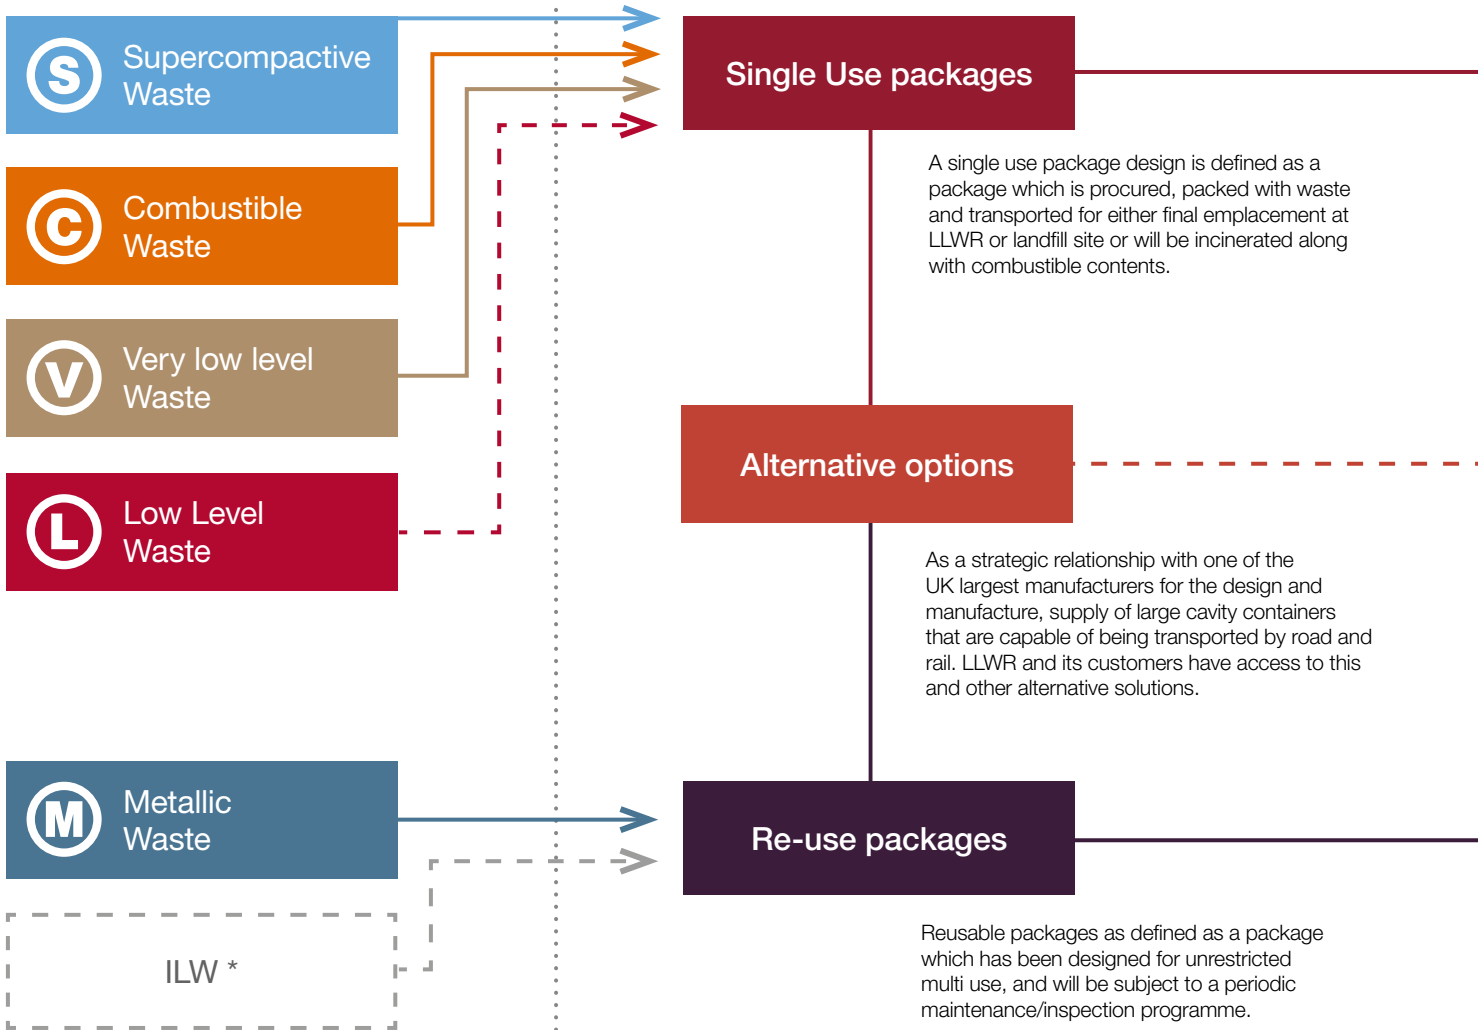 S
Supercompactive
Waste
C
Combustible
Waste
V
Very low level
Waste
L
Low Level
Waste
M
Metallic
Waste
ILW *
Single Use packages
A single use package design is defined as a
package which is procured, packed with waste
and transported for either final emplacement at
LLWR or landfill site or will be incinerated along
with combustible contents.
Alternative options
As a strategic relationship with one of the
UK largest manufacturers for the design and
manufacture, supply of large cavity containers
that are capable of being transported by road and
rail. LLWR and its customers have access to this
and other alternative solutions.
Re-use packages
Reusable packages as defined as a package
which has been designed for unrestricted
multi use, and will be subject to a periodic
maintenance/inspection programme.